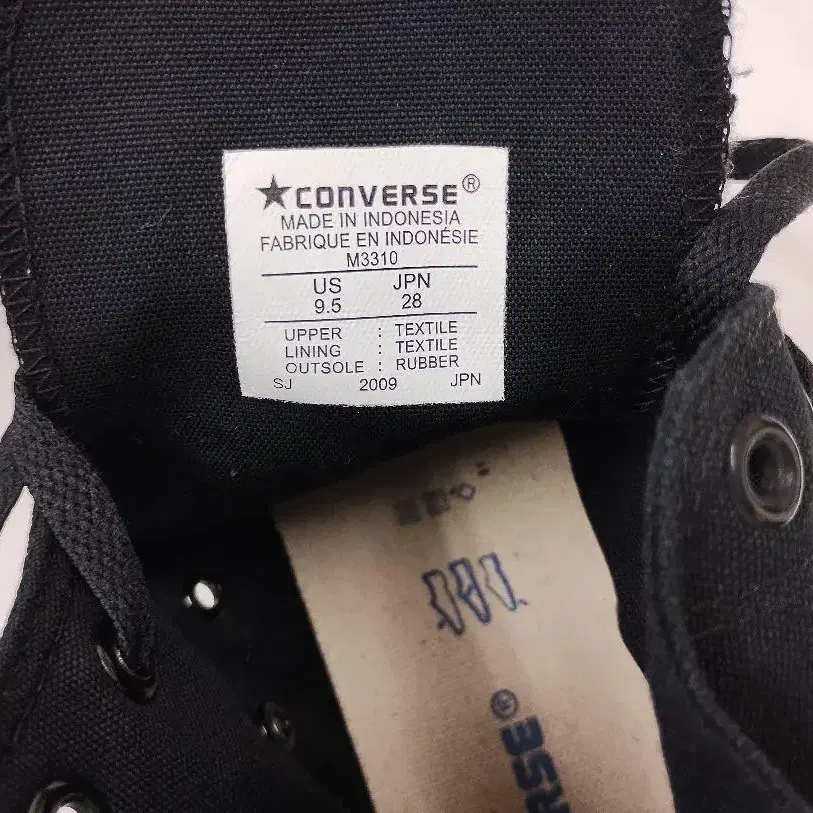 ★CONVERSE®
MADE IN INDONESIA
FABRIQUE EN INDONÉSIE
M3310
US JPN
9.5 28
UPPER : TEXTILE
LINING : TEXTILE
OUTSOLE : RUBBER
SJ 2009 JPN
RSE®